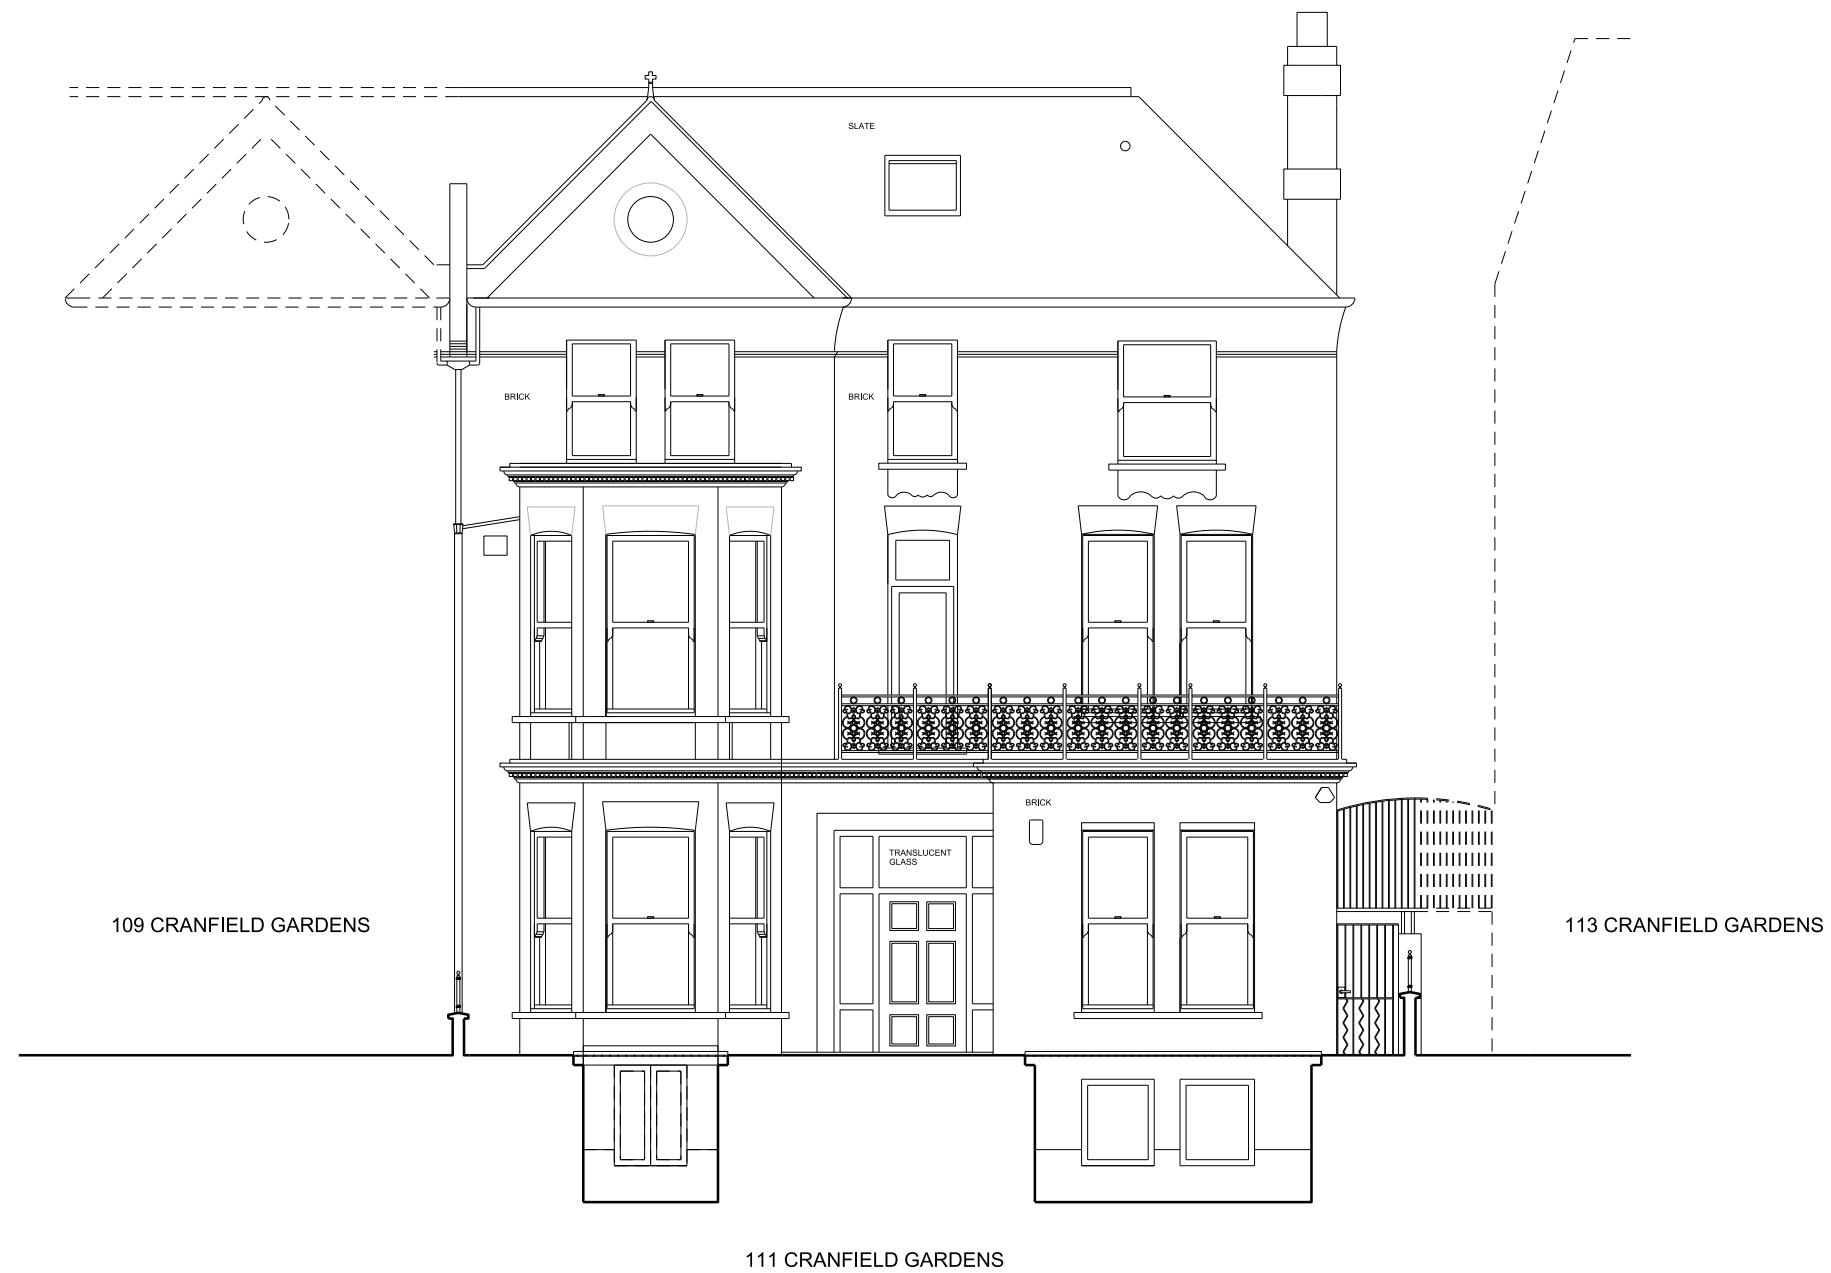 SLATE
BRICK
BRICK
BRICK
TRANSLUCENT
GLASS
109 CRANFIELD GARDENS
113 CRANFIELD GARDENS
111 CRANFIELD GARDENS